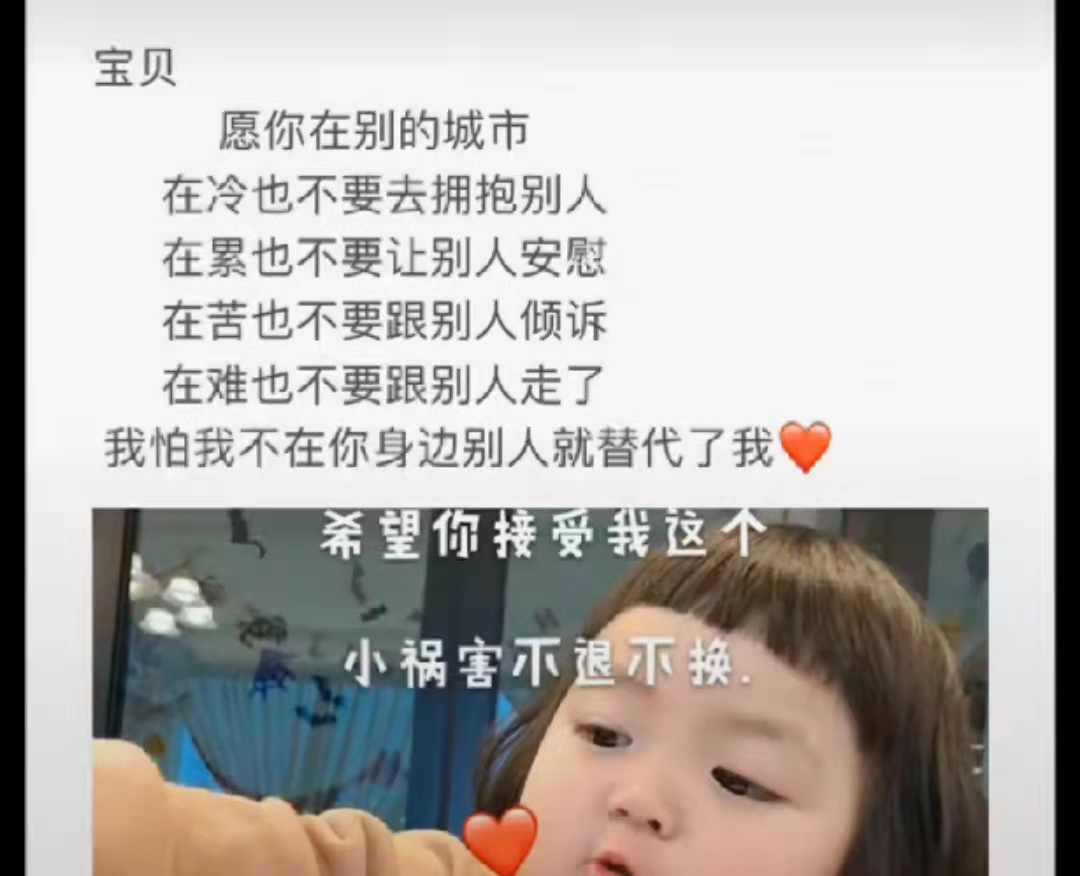 宝贝
愿你在别的城市
在冷也不要去拥抱别人
在累也不要让别人安慰
在苦也不要跟别人倾诉
在难也不要跟别人走了
我怕我不在你身边别人就替代了我❤️
希望你接受我这个
小祸害不退不换.